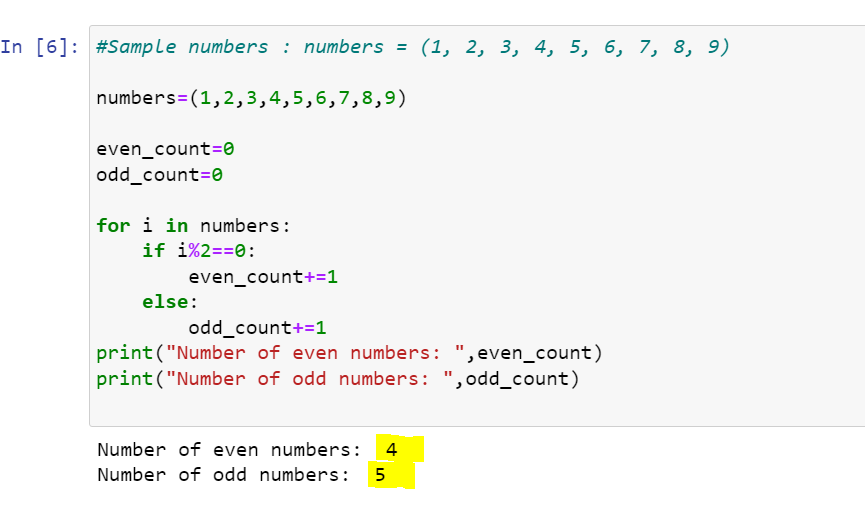 In [6]: #Sample numbers : numbers = (1, 2, 3, 4, 5, 6, 7, 8, 9)
numbers=(1,2,3,4,5,6,7,8,9)
even_count=0
odd_count=0
for i in numbers:
    if i%2==0:
        even_count+=1
    else:
        odd_count+=1
print("Number of even numbers: ",even_count)
print("Number of odd numbers: ",odd_count)
Number of even numbers:  4
Number of odd numbers:  5